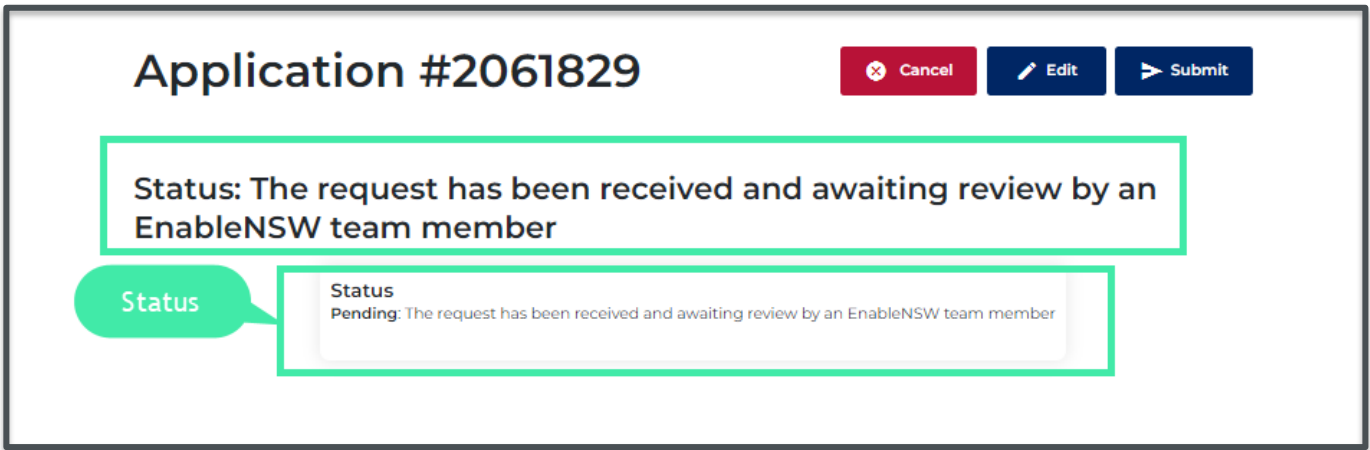 Application #2061829
Cancel
Edit
Submit
Status: The request has been received and awaiting review by an
EnableNSW team member
Status
Status
Pending: The request has been received and awaiting review by an EnableNSW team member